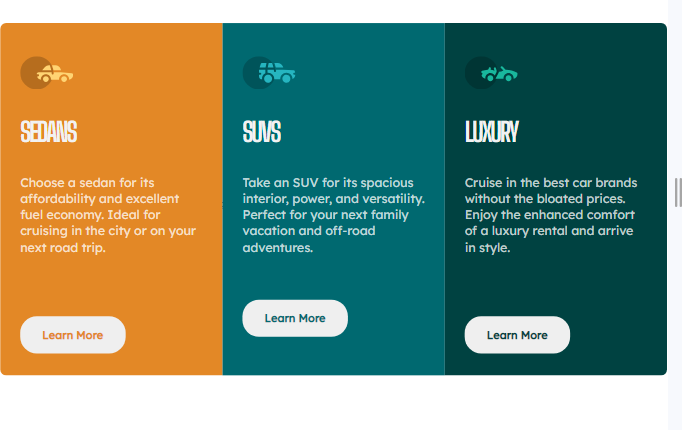 SEDANS
Choose a sedan for its
affordability and excellent
fuel economy. Ideal for
cruising in the city or on your
next road trip.
Learn More
SUVS
Take an SUV for its spacious
interior, power, and versatility.
Perfect for your next family
vacation and off-road
adventures.
Learn More
LUXURY
Cruise in the best car brands
without the bloated prices.
Enjoy the enhanced comfort
of a luxury rental and arrive
in style.
Learn More